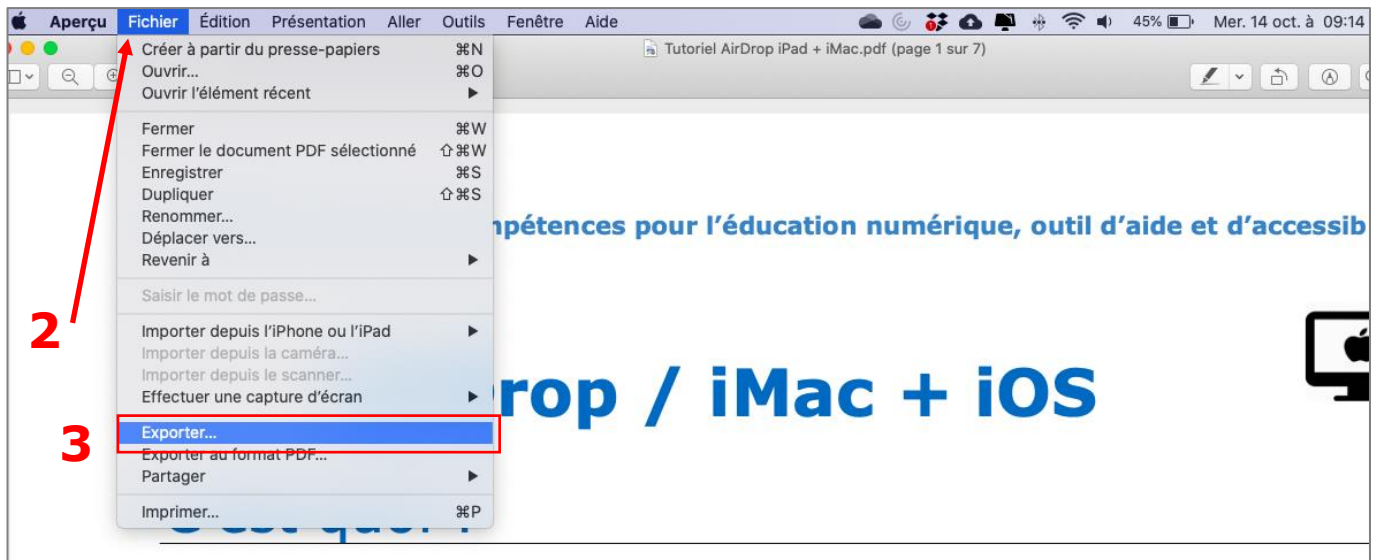 Aperçu Fichier Édition Présentation Aller Outils Fenêtre Aide 45% Mer. 14 oct. à 09:14
Tutoriel AirDrop iPad + iMac.pdf (page 1 sur 7)
Créer à partir du presse-papiers ⌘N
Ouvrir... ⌘O
Ouvrir l'élément récent ▶
Fermer ⌘W
Fermer le document PDF sélectionné ⇧⌘W
Enregistrer ⌘S
Dupliquer ⇧⌘S
Renommer...
Déplacer vers...
Revenir à ▶
Saisir le mot de passe...
Importer depuis l'iPhone ou l'iPad ▶
Importer depuis la caméra...
Importer depuis le scanner...
Effectuer une capture d'écran ▶
Exporter...
Exporter au format PDF...
Partager ▶
Imprimer... ⌘P
2
3
pétences pour l'éducation numérique, outil d'aide et d'accessib
rop / iMac + iOS